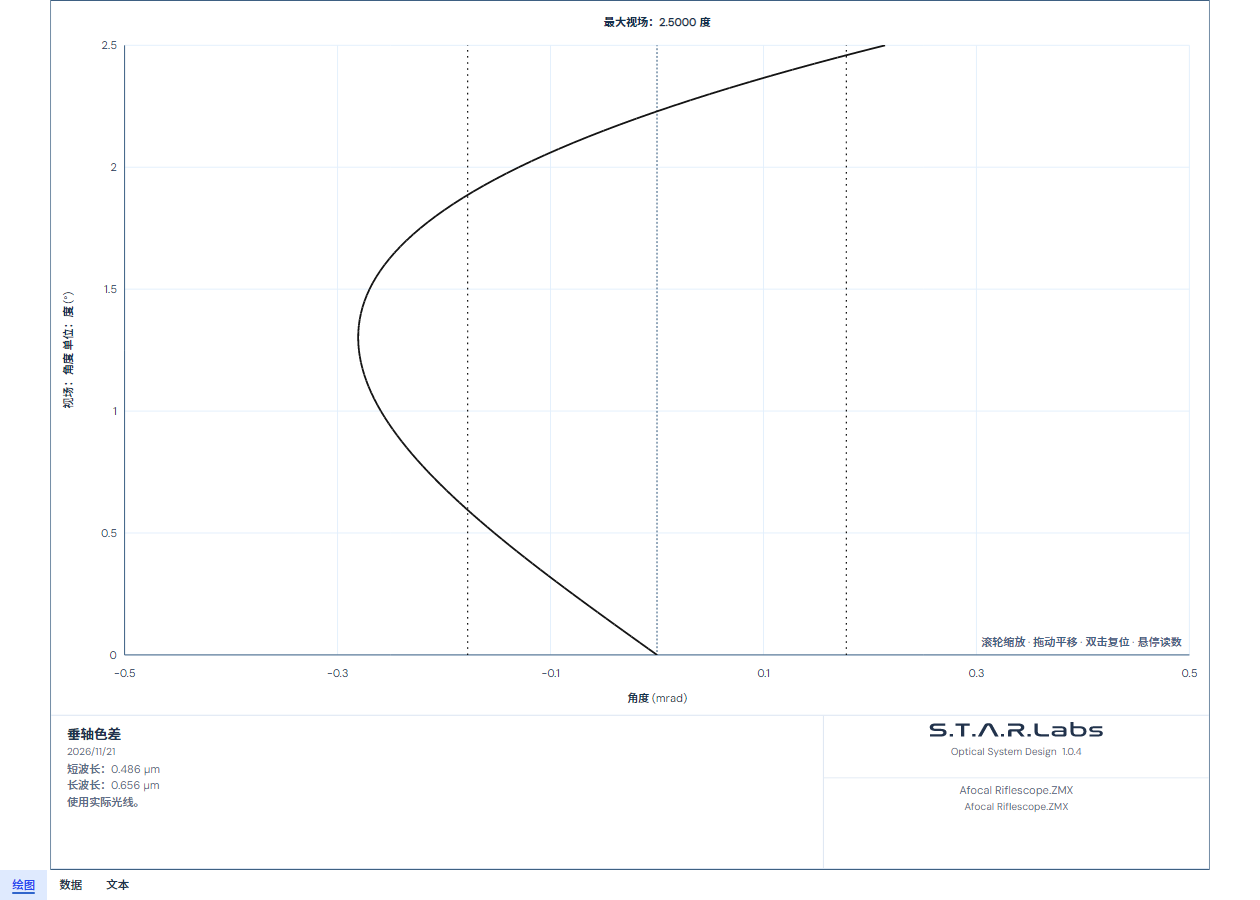 最大视场：2.5000 度
2.5
2
1.5
1
0.5
0
视场：角度 单位：度 (°)
滚轮缩放 · 拖动平移 · 双击复位 · 悬停读数
−0.5
−0.3
−0.1
0.1
0.3
0.5
角度 (mrad)
垂轴色差
2026/11/21
短波长：0.486 µm
长波长：0.656 µm
使用实际光线。
S.T.A.R.Labs
Optical System Design 1.0.4
Afocal Riflescope.ZMX
Afocal Riflescope.ZMX
绘图 数据 文本